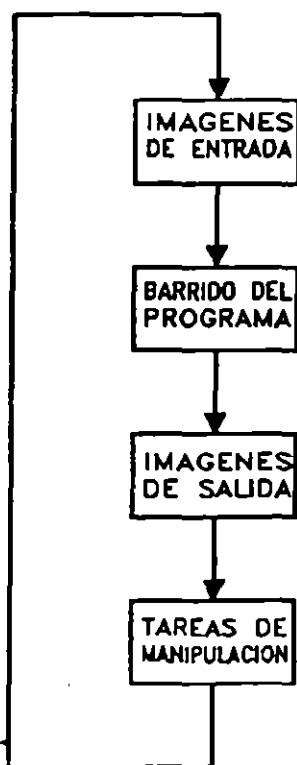 IMAGENES
DE ENTRADA
BARRIDO DEL
PROGRAMA
IMAGENES
DE SALIDA
TAREAS DE
MANIPULACION